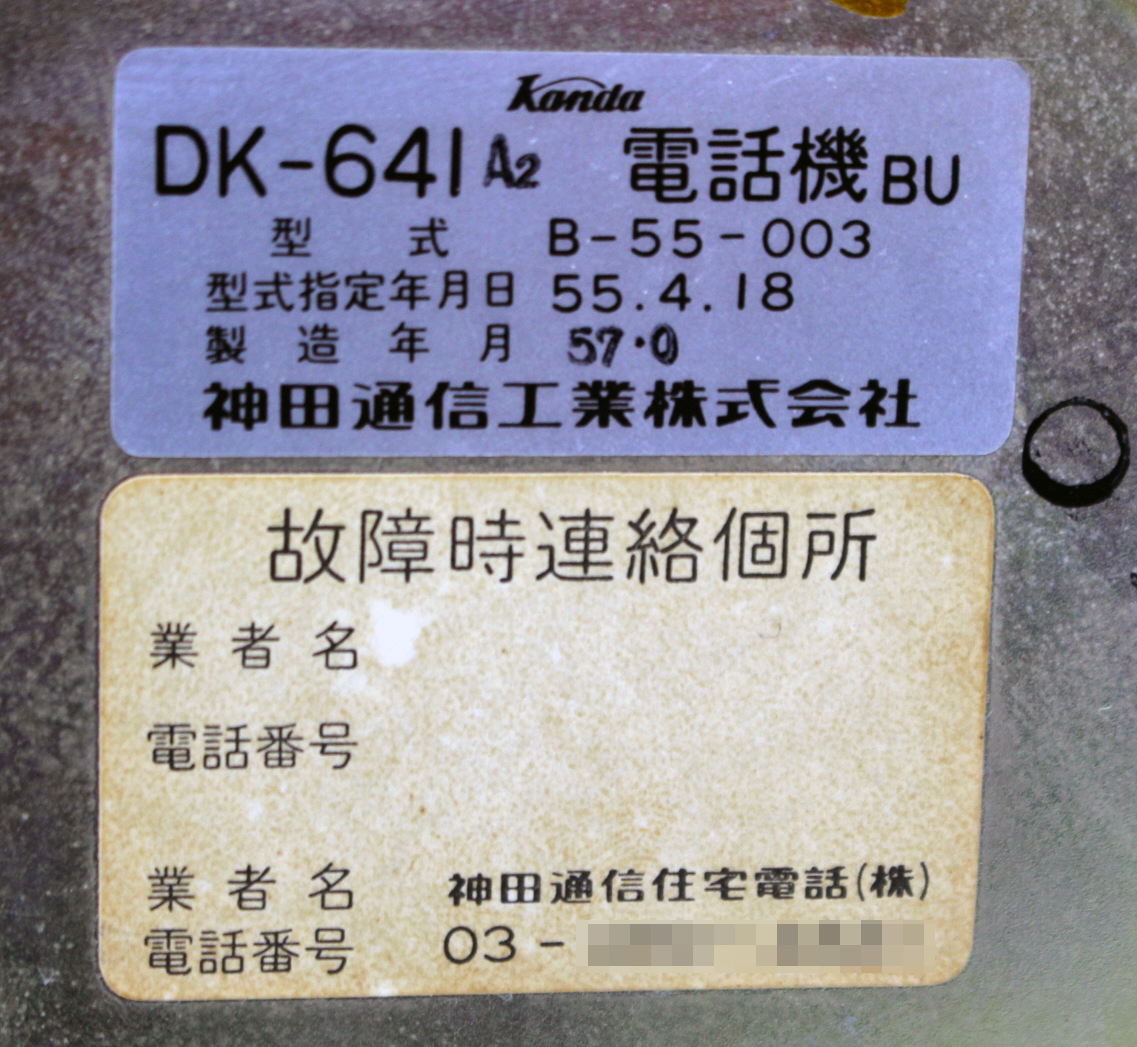 Kanda
DK-641 A2 電話機 BU
型式 B-55-003
型式指定年月日 55.4.18
製造年月 57・0
神田通信工業株式会社
故障時連絡個所
業者名
電話番号
業者名 神田通信住宅電話(株)
電話番号 03-